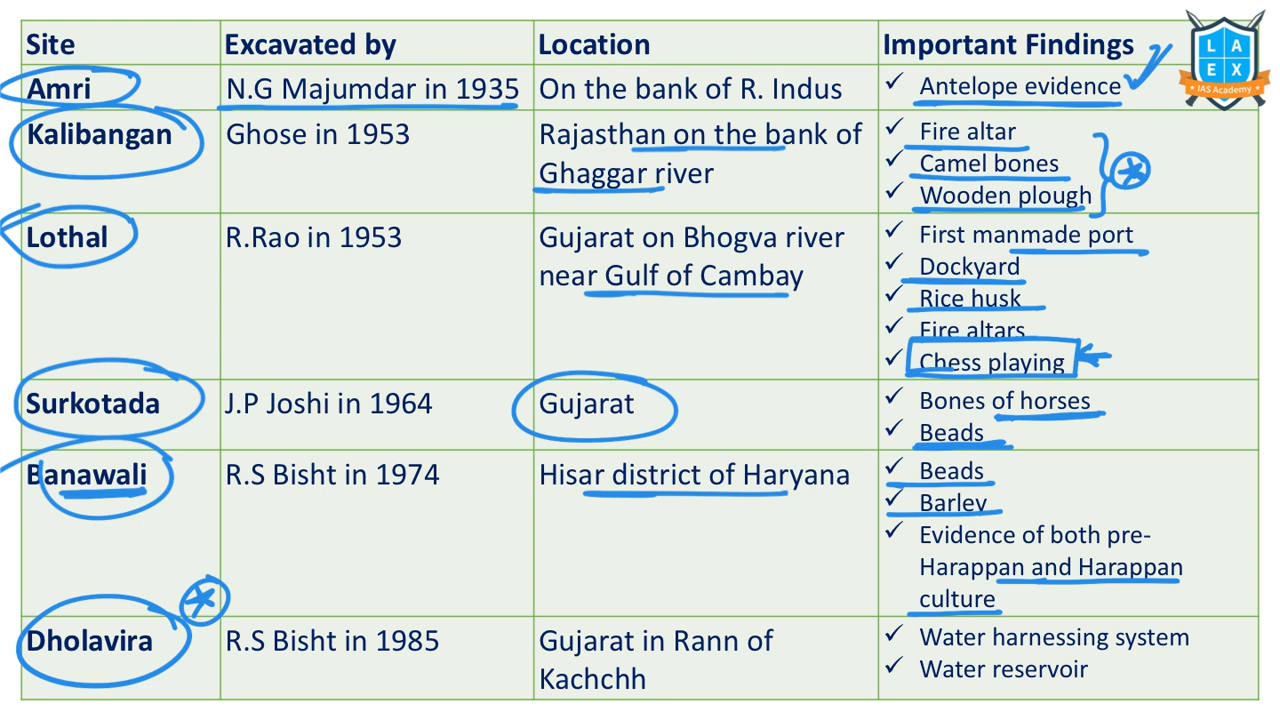 Site Excavated by Location Important Findings
L A
E X
IAS Academy
Amri N.G Majumdar in 1935 On the bank of R. Indus ✓ Antelope evidence
Kalibangan Ghose in 1953 Rajasthan on the bank of ✓ Fire altar
Ghaggar river ✓ Camel bones
✓ Wooden plough
Lothal R.Rao in 1953 Gujarat on Bhogva river ✓ First manmade port
near Gulf of Cambay ✓ Dockyard
✓ Rice husk
✓ Fire altars
✓ Chess playing
Surkotada J.P Joshi in 1964 Gujarat ✓ Bones of horses
✓ Beads
Banawali R.S Bisht in 1974 Hisar district of Haryana ✓ Beads
✓ Barley
✓ Evidence of both pre-
Harappan and Harappan
culture
Dholavira R.S Bisht in 1985 Gujarat in Rann of ✓ Water harnessing system
Kachchh ✓ Water reservoir